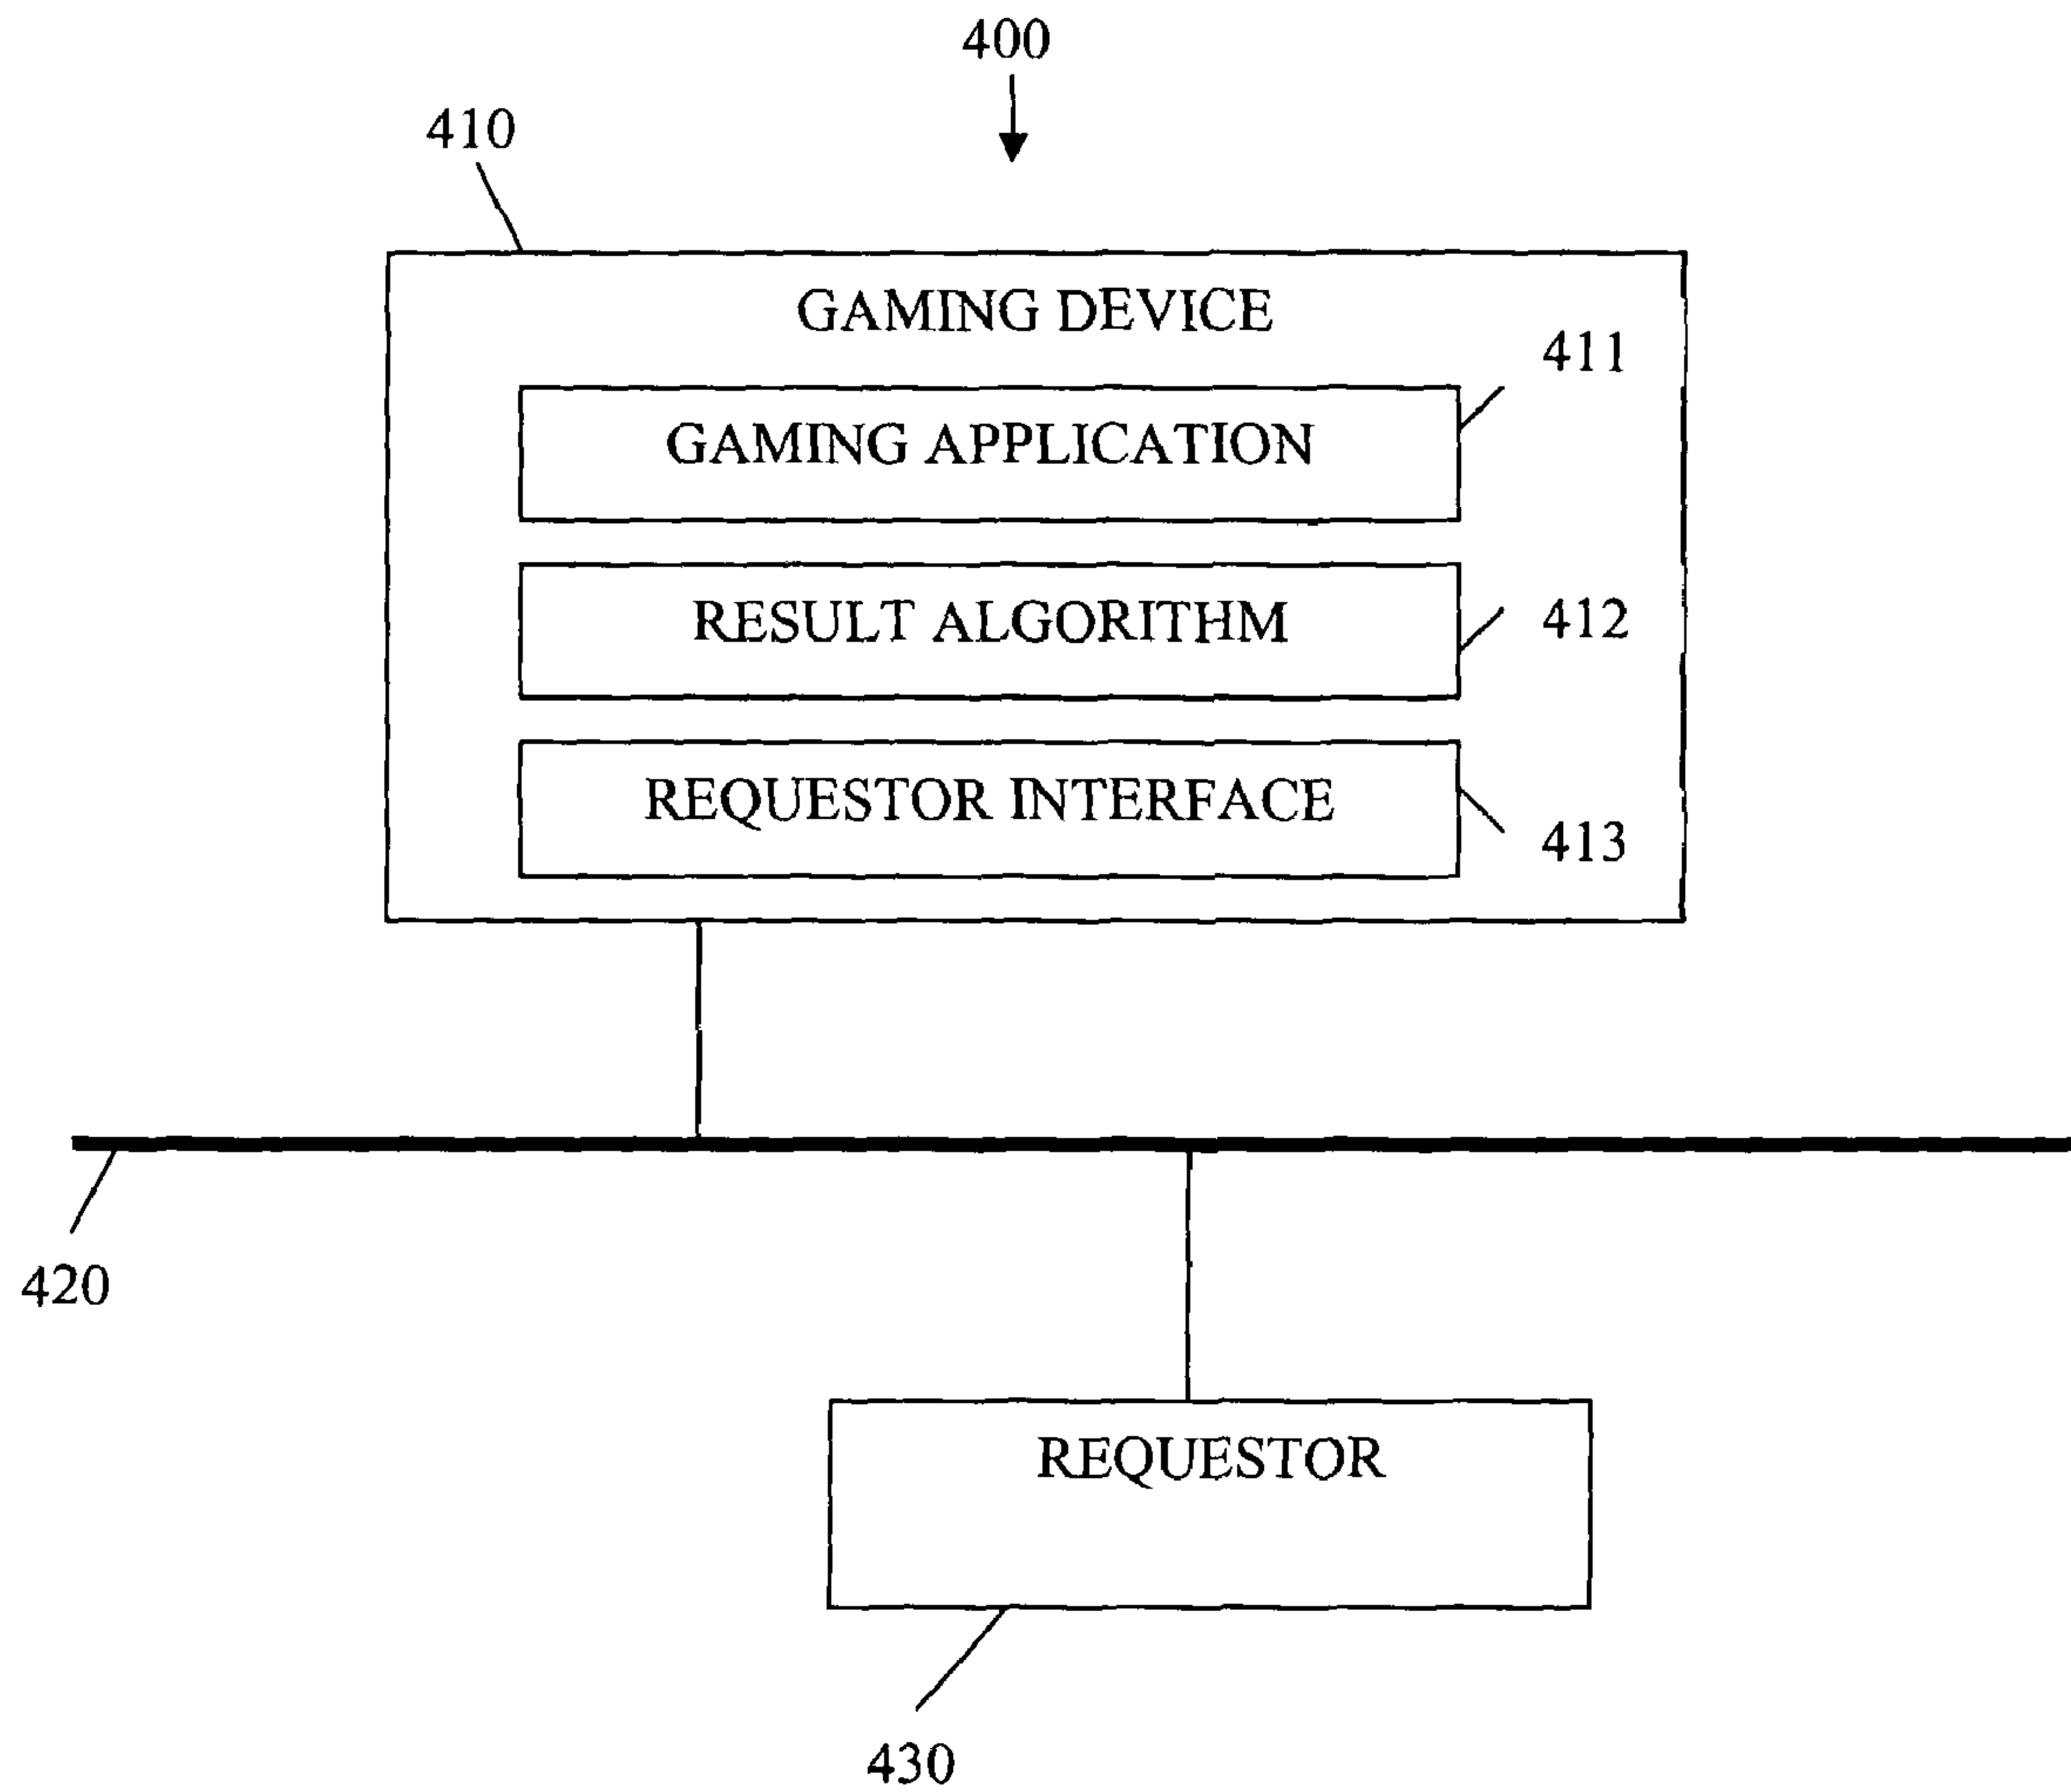 400
410
GAMING DEVICE
411
GAMING APPLICATION
RESULT ALGORITHM
412
REQUESTOR INTERFACE
413
420
REQUESTOR
430